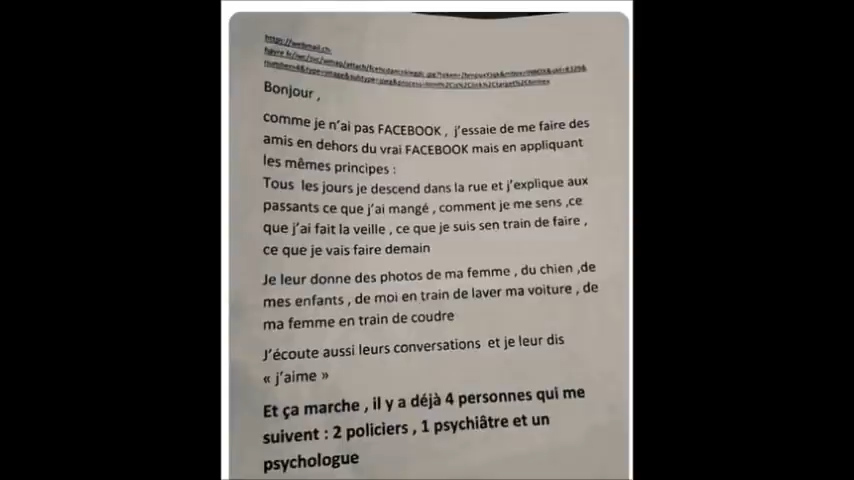 https://webmail.ch-
Bonjour ,
comme je n'ai pas FACEBOOK , j'essaie de me faire des
amis en dehors du vrai FACEBOOK mais en appliquant
les mêmes principes :
Tous les jours je descend dans la rue et j'explique aux
passants ce que j'ai mangé , comment je me sens ,ce
que j'ai fait la veille , ce que je suis sen train de faire ,
ce que je vais faire demain
Je leur donne des photos de ma femme , du chien ,de
mes enfants , de moi en train de laver ma voiture , de
ma femme en train de coudre
J'écoute aussi leurs conversations et je leur dis
« j'aime »
Et ça marche , il y a déjà 4 personnes qui me
suivent : 2 policiers , 1 psychiâtre et un
psychologue